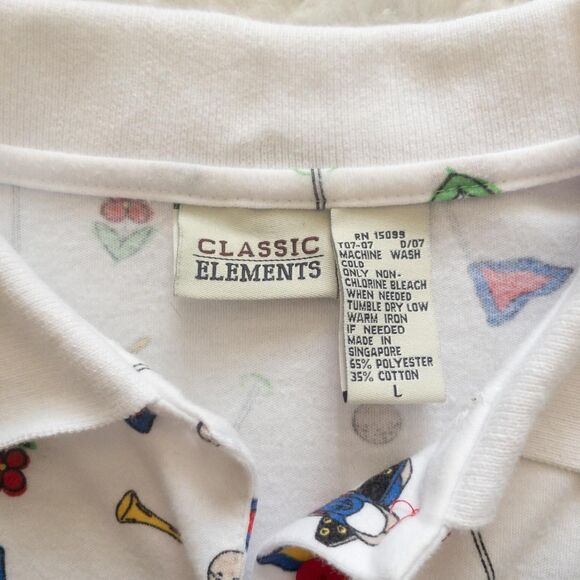 CLASSIC
ELEMENTS
RN 15099
T07-07 D/07
MACHINE WASH
COLD
ONLY NON-
CHLORINE BLEACH
WHEN NEEDED
TUMBLE DRY LOW
WARM IRON
IF NEEDED
MADE IN
SINGAPORE
65% POLYESTER
35% COTTON
L